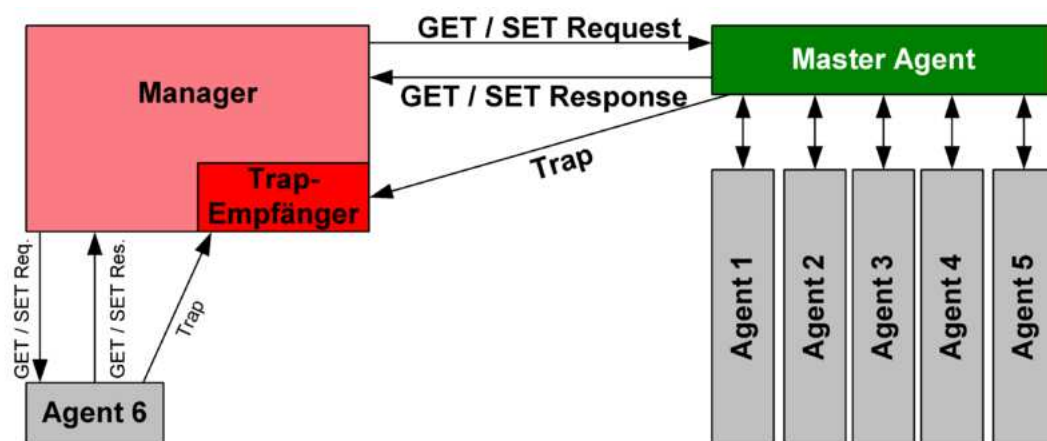 GET / SET Request
Master Agent
Manager
GET / SET Response
Trap
Trap-
Empfänger
GET / SET Req.
GET / SET Res.
Trap
Agent 1
Agent 2
Agent 3
Agent 4
Agent 5
Agent 6